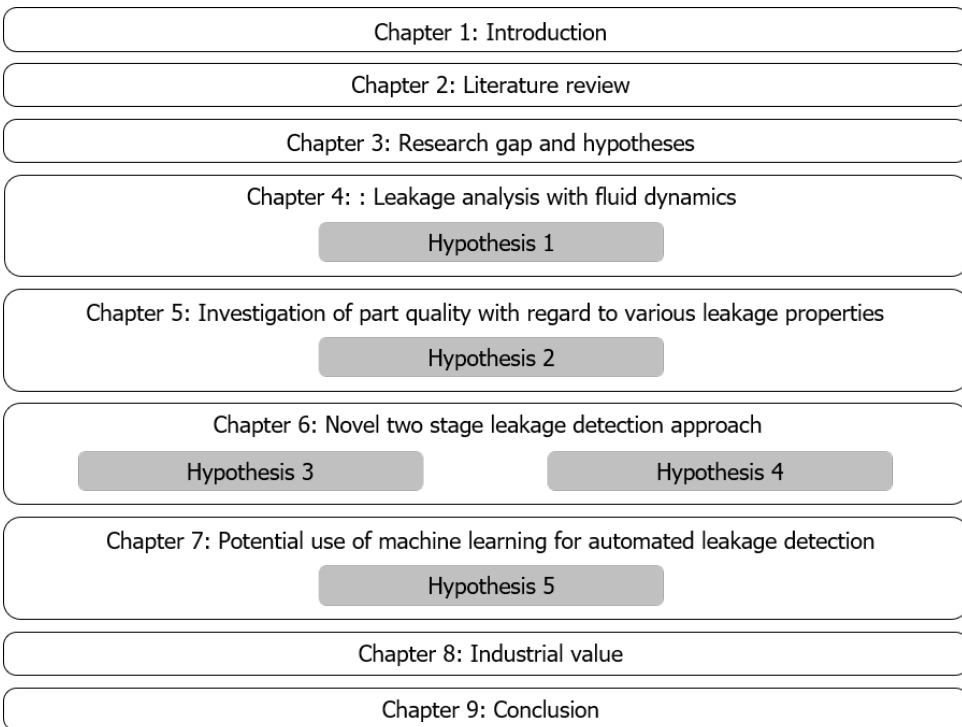 Chapter 1: Introduction
Chapter 2: Literature review
Chapter 3: Research gap and hypotheses
Chapter 4: : Leakage analysis with fluid dynamics
Hypothesis 1
Chapter 5: Investigation of part quality with regard to various leakage properties
Hypothesis 2
Chapter 6: Novel two stage leakage detection approach
Hypothesis 3
Hypothesis 4
Chapter 7: Potential use of machine learning for automated leakage detection
Hypothesis 5
Chapter 8: Industrial value
Chapter 9: Conclusion